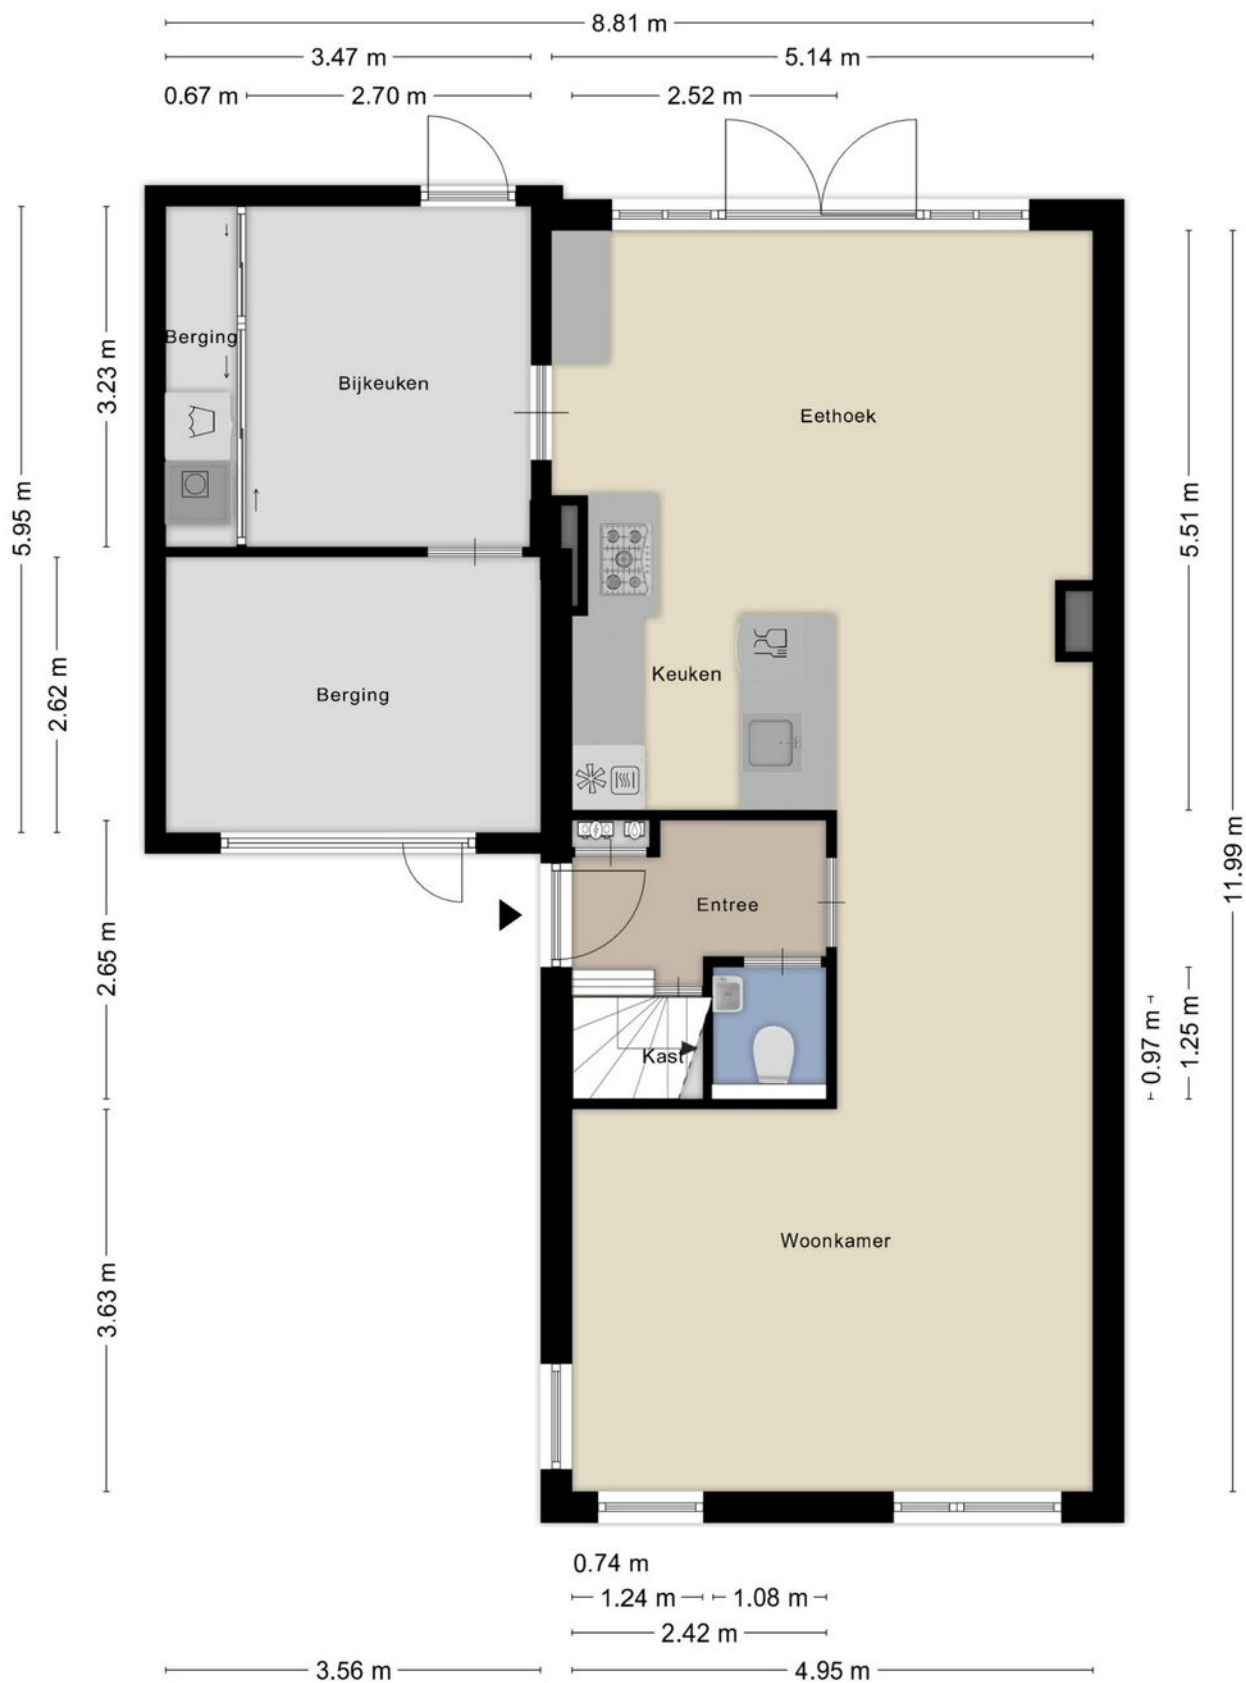 8.81 m
3.47 m
5.14 m
0.67 m
2.70 m
2.52 m
Berging
Bijkeuken
Eethoek
3.23 m
5.95 m
5.51 m
2.62 m
Berging
Keuken
11.99 m
Entree
2.65 m
0.97 m
1.25 m
Kast
Woonkamer
3.63 m
0.74 m
1.24 m
1.08 m
2.42 m
3.56 m
4.95 m